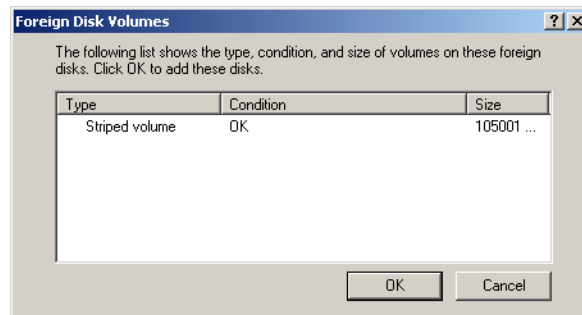 Foreign Disk Volumes
The following list shows the type, condition, and size of volumes on these foreign
disks. Click OK to add these disks.
Type Condition Size
Striped volume OK 105001 ...
OK Cancel